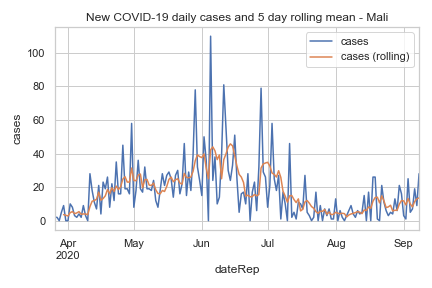 New COVID-19 daily cases and 5 day rolling mean - Mali
cases
cases (rolling)
100
80
60
40
20
0
cases
Apr May Jun Jul Aug Sep
2020
dateRep